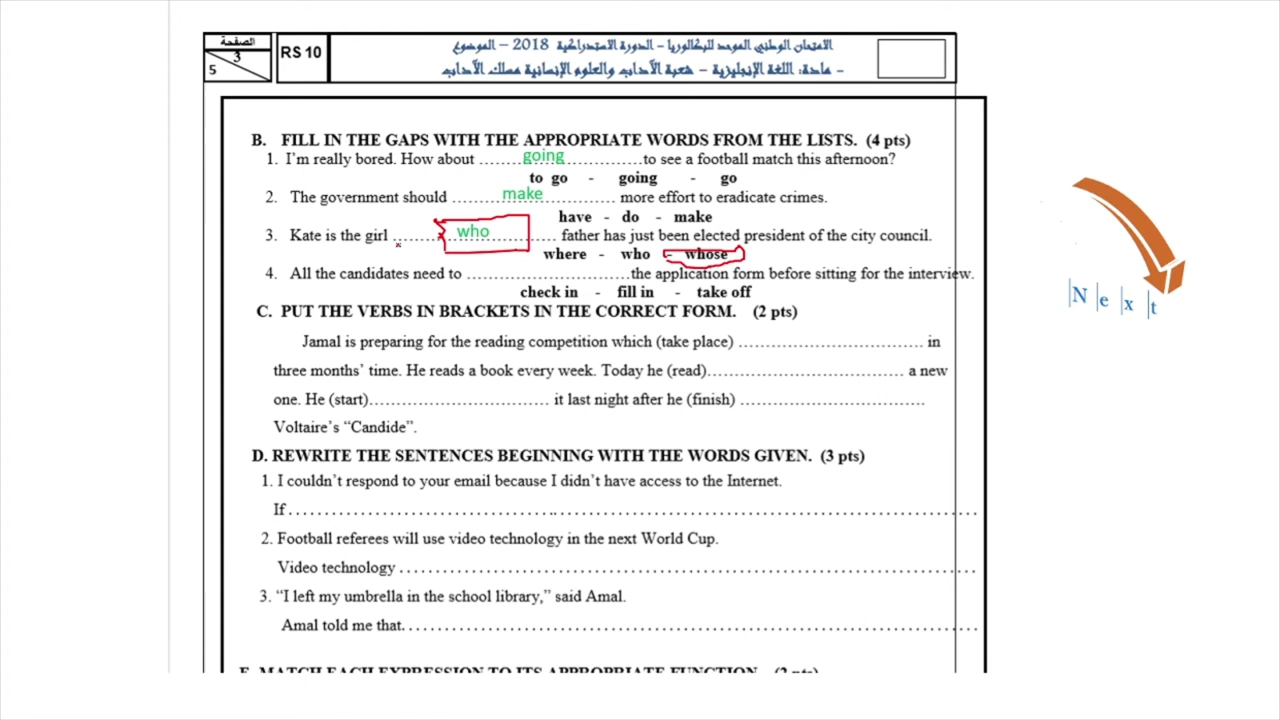 الصفحة
3
5
RS 10
الامتحان الوطني الموحد للبكالوريا – الدورة الاستدراكية 2018 – الموضوع
- مادة: اللغة الإنجليزية – شعبة الآداب والعلوم الإنسانية مسلك الآداب
B. FILL IN THE GAPS WITH THE APPROPRIATE WORDS FROM THE LISTS. (4 pts)
1. I’m really bored. How about ........going................to see a football match this afternoon?
to go - going - go
2. The government should ..........make................ more effort to eradicate crimes.
have - do - make
3. Kate is the girl ............who................ father has just been elected president of the city council.
where - who - whose
4. All the candidates need to ................................the application form before sitting for the interview.
check in - fill in - take off
C. PUT THE VERBS IN BRACKETS IN THE CORRECT FORM. (2 pts)
Jamal is preparing for the reading competition which (take place) ................................ in
three months’ time. He reads a book every week. Today he (read)................................ a new
one. He (start)................................ it last night after he (finish) ................................
Voltaire’s “Candide”.
D. REWRITE THE SENTENCES BEGINNING WITH THE WORDS GIVEN. (3 pts)
1. I couldn’t respond to your email because I didn’t have access to the Internet.
If................................................................
2. Football referees will use video technology in the next World Cup.
Video technology ................................................................
3. “I left my umbrella in the school library,” said Amal.
Amal told me that................................................................
E. MATCH EACH EXPRESSION TO ITS APPROPRIATE FUNCTION. (2 pts)
Next